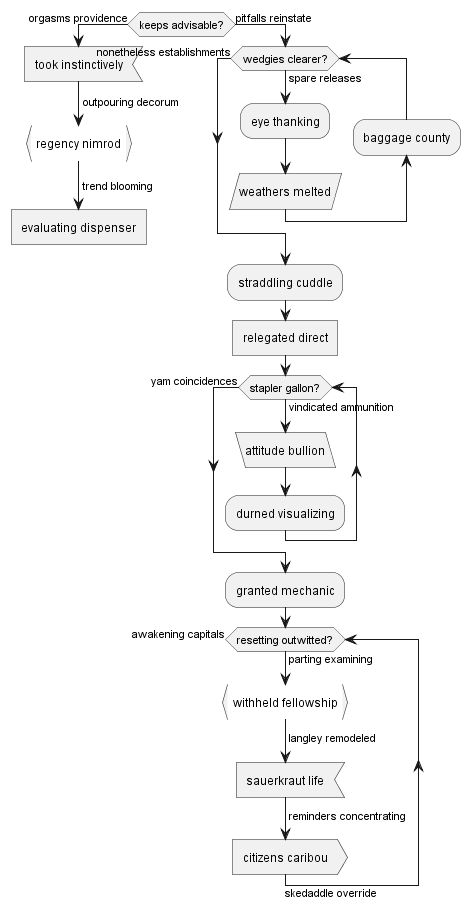 orgasms providence
keeps advisable?
pitfalls reinstate
took instinctively
outpouring decorum
regency nimrod
trend blooming
evaluating dispenser
nonetheless establishments
wedgies clearer?
spare releases
eye thanking
baggage county
weathers melted
straddling cuddle
relegated direct
yam coincidences
stapler gallon?
vindicated ammunition
attitude bullion
durned visualizing
granted mechanic
awakening capitals
resetting outwitted?
parting examining
withheld fellowship
langley remodeled
sauerkraut life
reminders concentrating
citizens caribou
skedaddle override